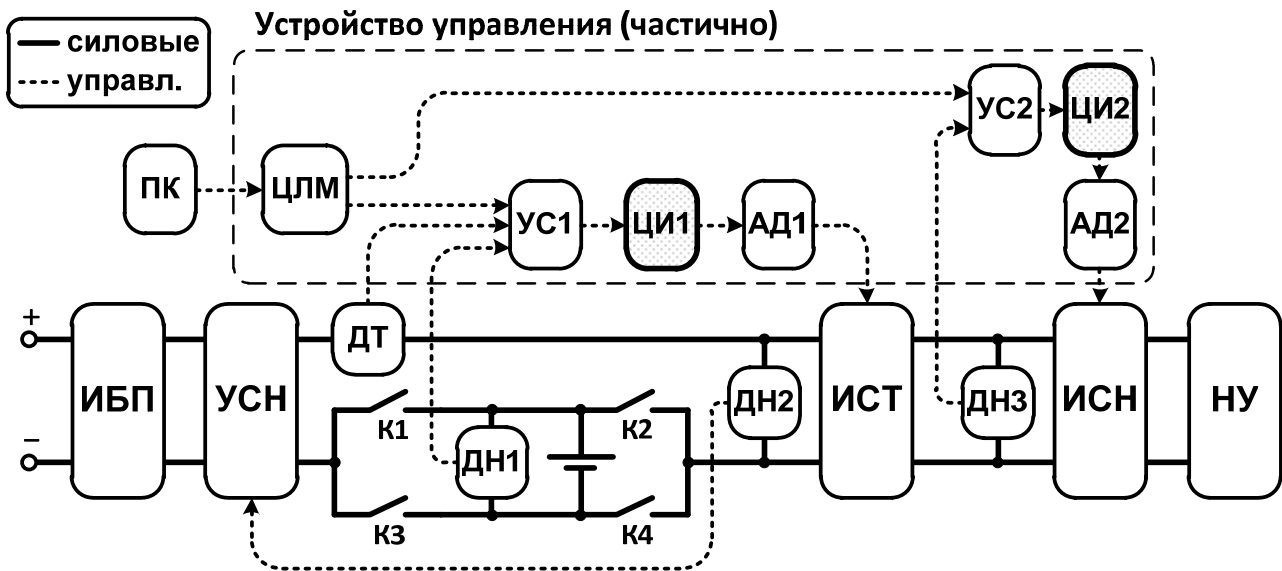 Устройство управления (частично)
силовые
управл.
УС2
ЦИ2
ПК
ЦЛМ
УС1
ЦИ1
АД1
АД2
+
−
ИБП
УСН
ДТ
К1
К2
ДН1
К3
К4
ДН2
ИСТ
ДН3
ИСН
НУ